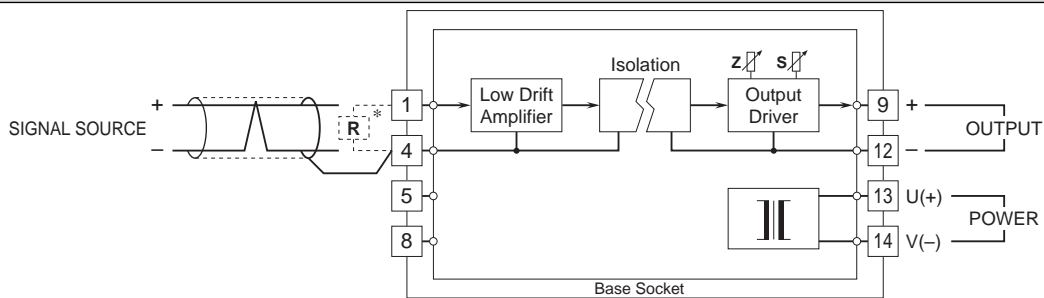 Isolation
Z S
+ 1 Low Drift Amplifier Output Driver 9 +
SIGNAL SOURCE R * OUTPUT
– 4 12 –
5 13 U(+)
POWER
8 14 V(–)
Base Socket